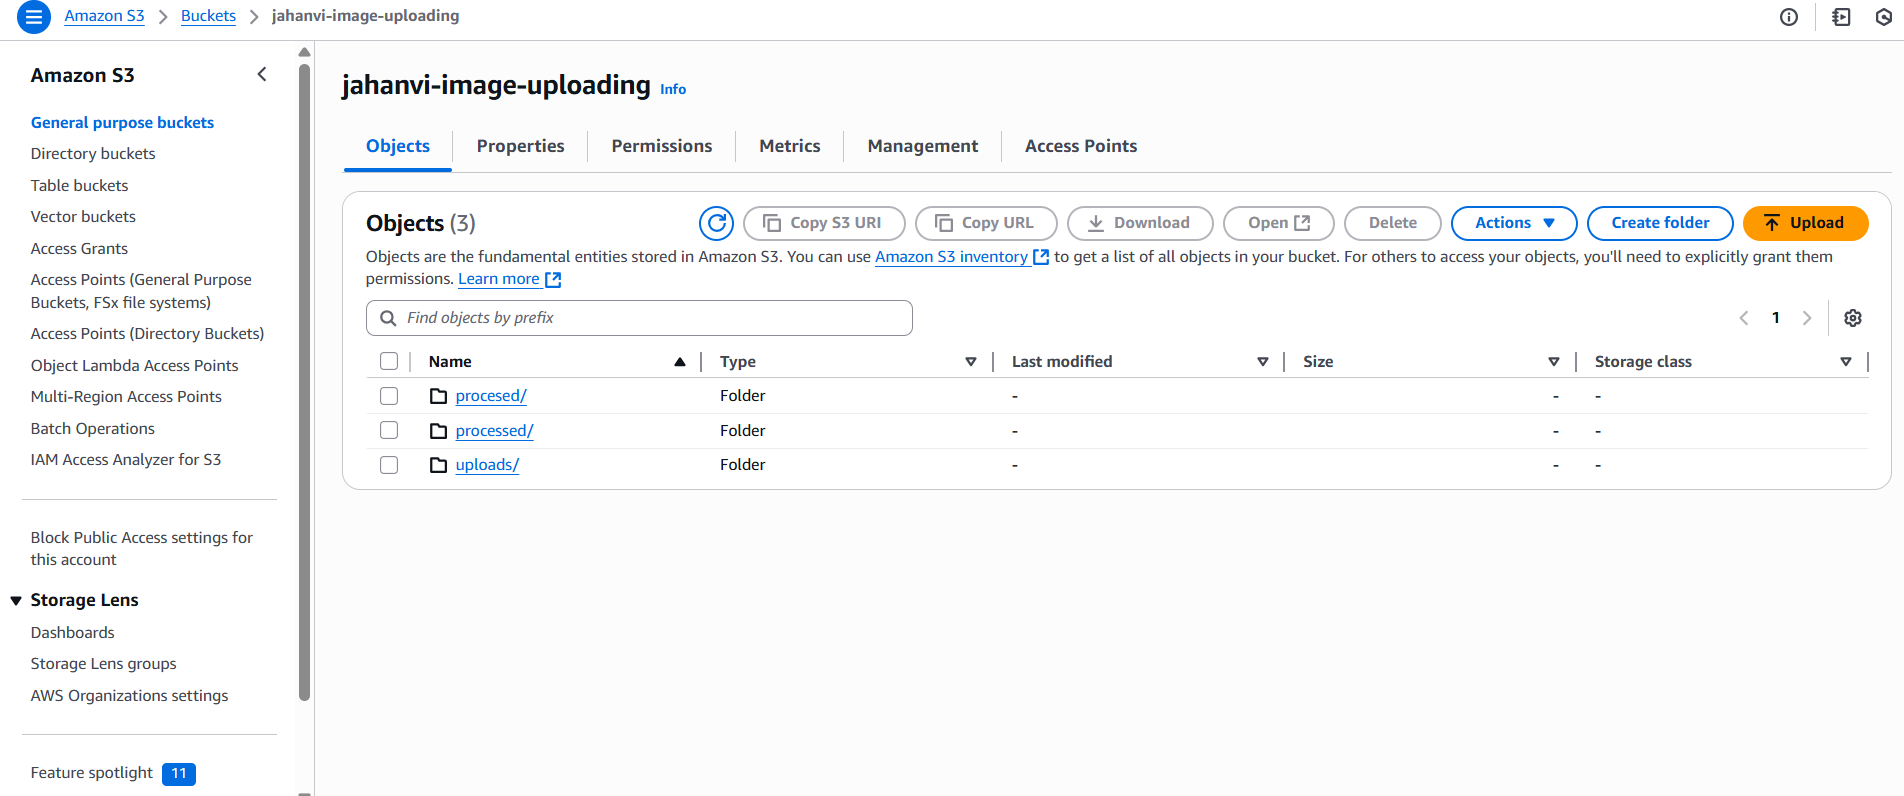 Amazon S3 > Buckets > jahanvi-image-uploading
Amazon S3
General purpose buckets
Directory buckets
Table buckets
Vector buckets
Access Grants
Access Points (General Purpose
Buckets, FSx file systems)
Access Points (Directory Buckets)
Object Lambda Access Points
Multi-Region Access Points
Batch Operations
IAM Access Analyzer for S3
Block Public Access settings for
this account
Storage Lens
Dashboards
Storage Lens groups
AWS Organizations settings
Feature spotlight 11
jahanvi-image-uploading Info
Objects Properties Permissions Metrics Management Access Points
Objects (3) Copy S3 URI Copy URL Download Open Delete Actions Create folder Upload
Objects are the fundamental entities stored in Amazon S3. You can use Amazon S3 inventory to get a list of all objects in your bucket. For others to access your objects, you'll need to explicitly grant them
permissions. Learn more
Find objects by prefix 1
Name Type Last modified Size Storage class
procesed/ Folder - - -
processed/ Folder - - -
uploads/ Folder - - -